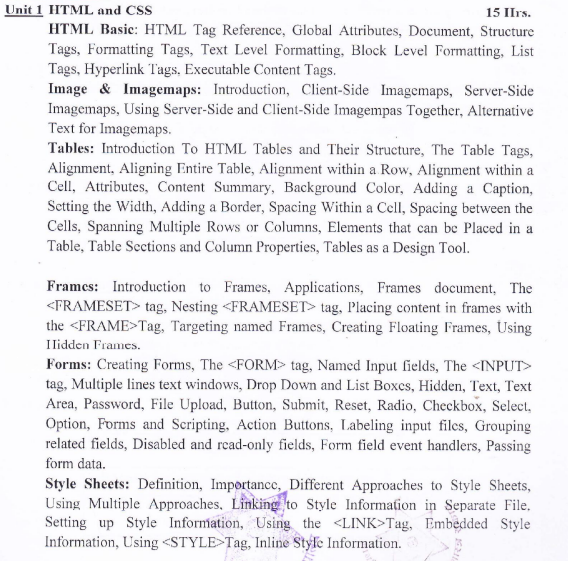 Unit 1 HTML and CSS 15 Hrs.
HTML Basic: HTML Tag Reference, Global Attributes, Document, Structure
Tags, Formatting Tags, Text Level Formatting, Block Level Formatting, List
Tags, Hyperlink Tags, Executable Content Tags.
Image & Imagemaps: Introduction, Client-Side Imagemaps, Server-Side
Imagemaps, Using Server-Side and Client-Side Imagempas Together, Alternative
Text for Imagemaps.
Tables: Introduction To HTML Tables and Their Structure, The Table Tags,
Alignment, Aligning Entire Table, Alignment within a Row, Alignment within a
Cell, Attributes, Content Summary, Background Color, Adding a Caption,
Setting the Width, Adding a Border, Spacing Within a Cell, Spacing between the
Cells, Spanning Multiple Rows or Columns, Elements that can be Placed in a
Table, Table Sections and Column Properties, Tables as a Design Tool.
Frames: Introduction to Frames, Applications, Frames document, The
<FRAMESET> tag, Nesting <FRAMESET> tag, Placing content in frames with
the <FRAME>Tag, Targeting named Frames, Creating Floating Frames, Using
Hidden Frames.
Forms: Creating Forms, The <FORM> tag, Named Input fields, The <INPUT>
tag, Multiple lines text windows, Drop Down and List Boxes, Hidden, Text, Text
Area, Password, File Upload, Button, Submit, Reset, Radio, Checkbox, Select,
Option, Forms and Scripting, Action Buttons, Labeling input files, Grouping
related fields, Disabled and read-only fields, Form field event handlers, Passing
form data.
Style Sheets: Definition, Importance, Different Approaches to Style Sheets,
Using Multiple Approaches, Linking to Style Information in Separate File,
Setting up Style Information, Using the <LINK>Tag, Embedded Style
Information, Using <STYLE>Tag, Inline Style Information.